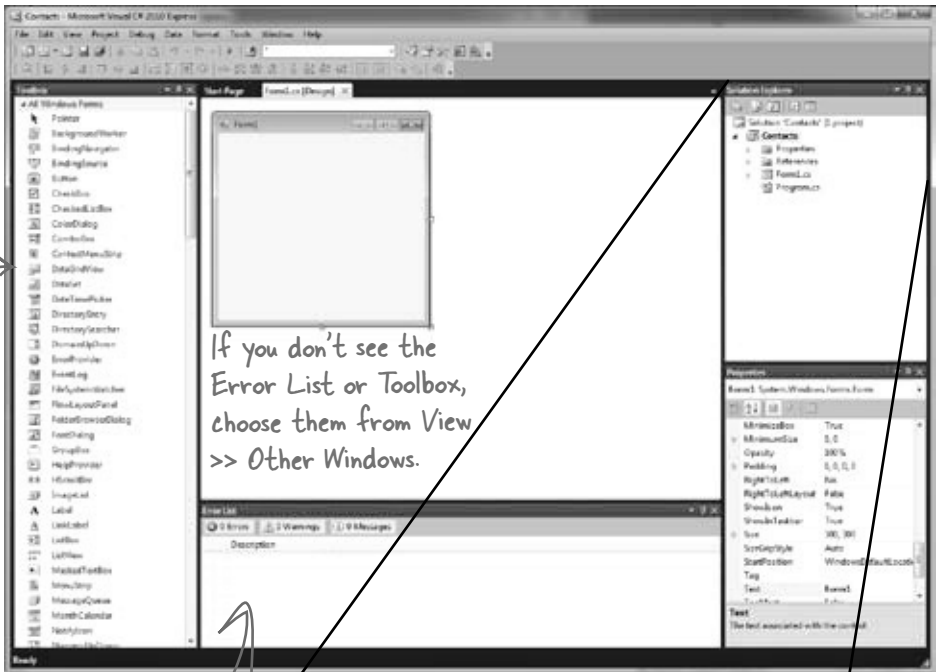 Contacts - Microsoft Visual C# 2010 Express
File Edit View Project Debug Data Format Tools Window Help
Toolbox
All Windows Forms
Pointer
BackgroundWorker
BindingNavigator
BindingSource
Button
CheckBox
CheckedListBox
ColorDialog
ComboBox
ContextMenuStrip
DataGridView
DataSet
DateTimePicker
DirectoryEntry
DirectorySearcher
DomainUpDown
ErrorProvider
EventLog
FileSystemWatcher
FlowLayoutPanel
FolderBrowserDialog
FontDialog
GroupBox
HelpProvider
HScrollBar
ImageList
Label
LinkLabel
ListBox
ListView
MaskedTextBox
MenuStrip
MessageQueue
MonthCalendar
NotifyIcon
NumericUpDown
Start Page
Form1.cs [Design]
Form1
If you don't see the
Error List or Toolbox,
choose them from View
>> Other Windows.
Error List
0 Errors 0 Warnings 0 Messages
Description
Solution Explorer
Solution 'Contacts' (1 project)
Contacts
Properties
References
Form1.cs
Program.cs
Properties
Form1 System.Windows.Forms.Form
MinimizeBox True
MinimumSize 0, 0
Opacity 100%
Padding 0, 0, 0, 0
RightToLeft No
RightToLeftLayout False
ShowIcon True
ShowInTaskbar True
Size 300, 300
SizeGripStyle Auto
StartPosition WindowsDefaultLocatio
Tag
Text Form1
TopMost False
Text
The text associated with the control.
Ready